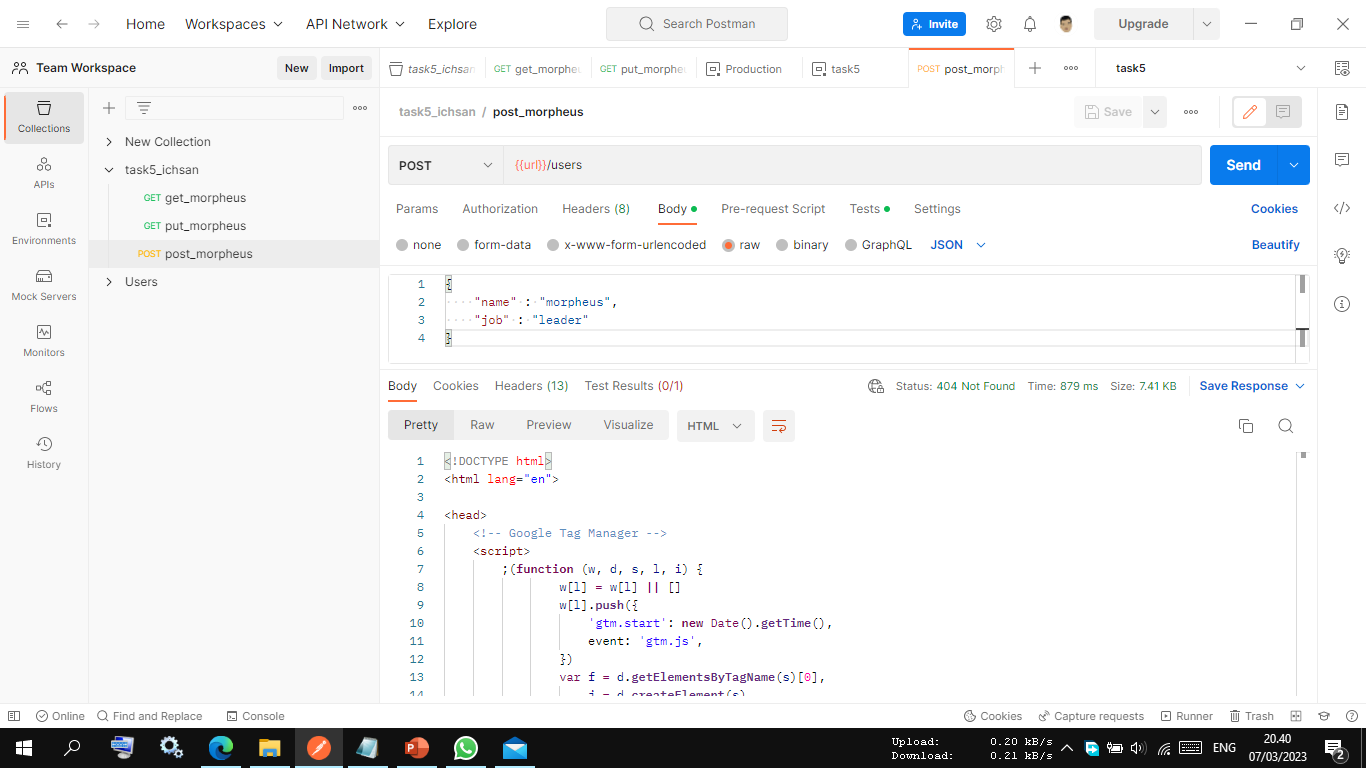 Home Workspaces API Network Explore Search Postman Invite Upgrade
Team Workspace New Import
task5_ichsan GET get_morpheu PUT put_morpheu Production task5 POST post_morph task5
Collections
APIs
Environments
Mock Servers
Monitors
Flows
History
New Collection
task5_ichsan
GET get_morpheus
GET put_morpheus
POST post_morpheus
Users
task5_ichsan / post_morpheus Save
POST {{url}}/users Send
Params Authorization Headers (8) Body Pre-request Script Tests Settings Cookies
none form-data x-www-form-urlencoded raw binary GraphQL JSON Beautify
1 {
2 "name" : "morpheus",
3 "job" : "leader"
4 }
Body Cookies Headers (13) Test Results (0/1) Status: 404 Not Found Time: 879 ms Size: 7.41 KB Save Response
Pretty Raw Preview Visualize HTML
1 <!DOCTYPE html>
2 <html lang="en">
3
4 <head>
5 <!-- Google Tag Manager -->
6 <script>
7 ;(function (w, d, s, l, i) {
8 w[l] = w[l] || []
9 w[l].push({
10 'gtm.start': new Date().getTime(),
11 event: 'gtm.js',
12 })
13 var f = d.getElementsByTagName(s)[0],
14 j = d.createElement(s)
Online Find and Replace Console Cookies Capture requests Runner Trash
Upload: 0.20 kB/s
Download: 0.21 kB/s
ENG
20.40
07/03/2023
2